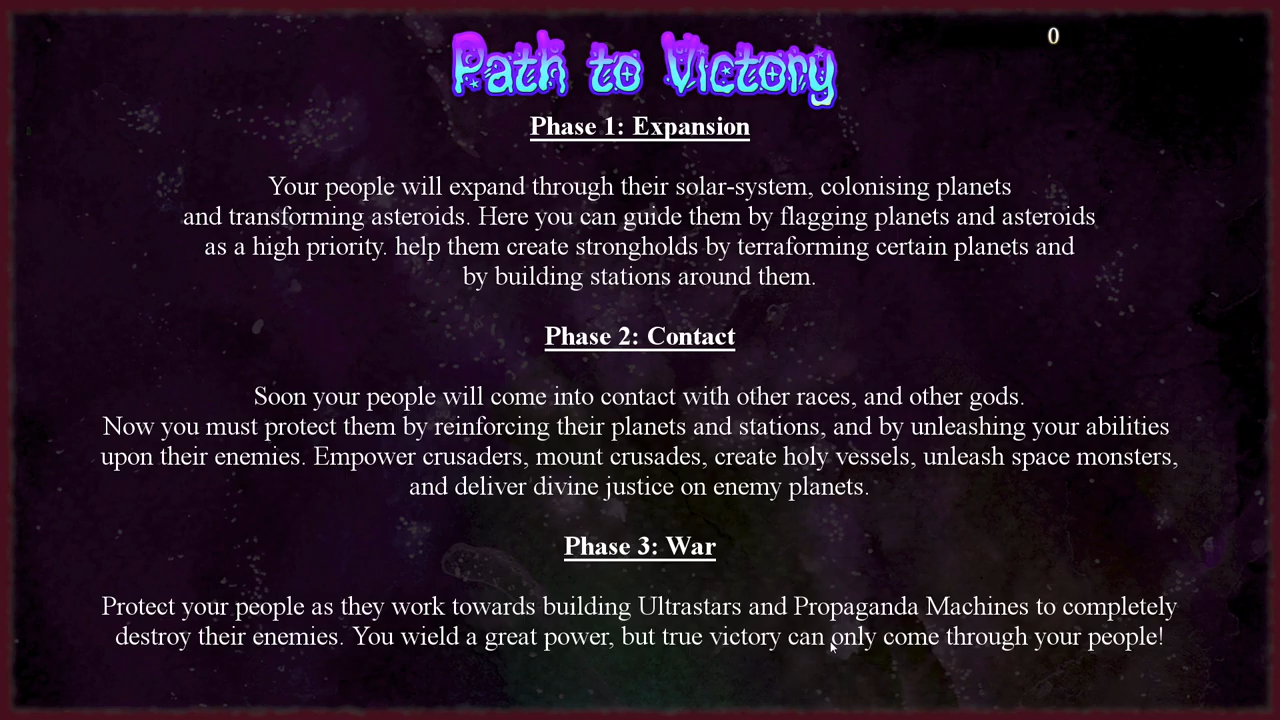 0
Path to Victory
Phase 1: Expansion
Your people will expand through their solar-system, colonising planets
and transforming asteroids. Here you can guide them by flagging planets and asteroids
as a high priority. help them create strongholds by terraforming certain planets and
by building stations around them.
Phase 2: Contact
Soon your people will come into contact with other races, and other gods.
Now you must protect them by reinforcing their planets and stations, and by unleashing your abilities
upon their enemies. Empower crusaders, mount crusades, create holy vessels, unleash space monsters,
and deliver divine justice on enemy planets.
Phase 3: War
Protect your people as they work towards building Ultrastars and Propaganda Machines to completely
destroy their enemies. You wield a great power, but true victory can only come through your people!